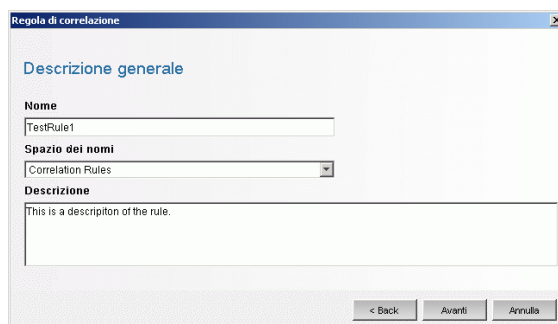 Regola di correlazione
Descrizione generale
Nome
TestRule1
Spazio dei nomi
Correlation Rules
Descrizione
This is a descripiton of the rule.
< Back Avanti Annulla